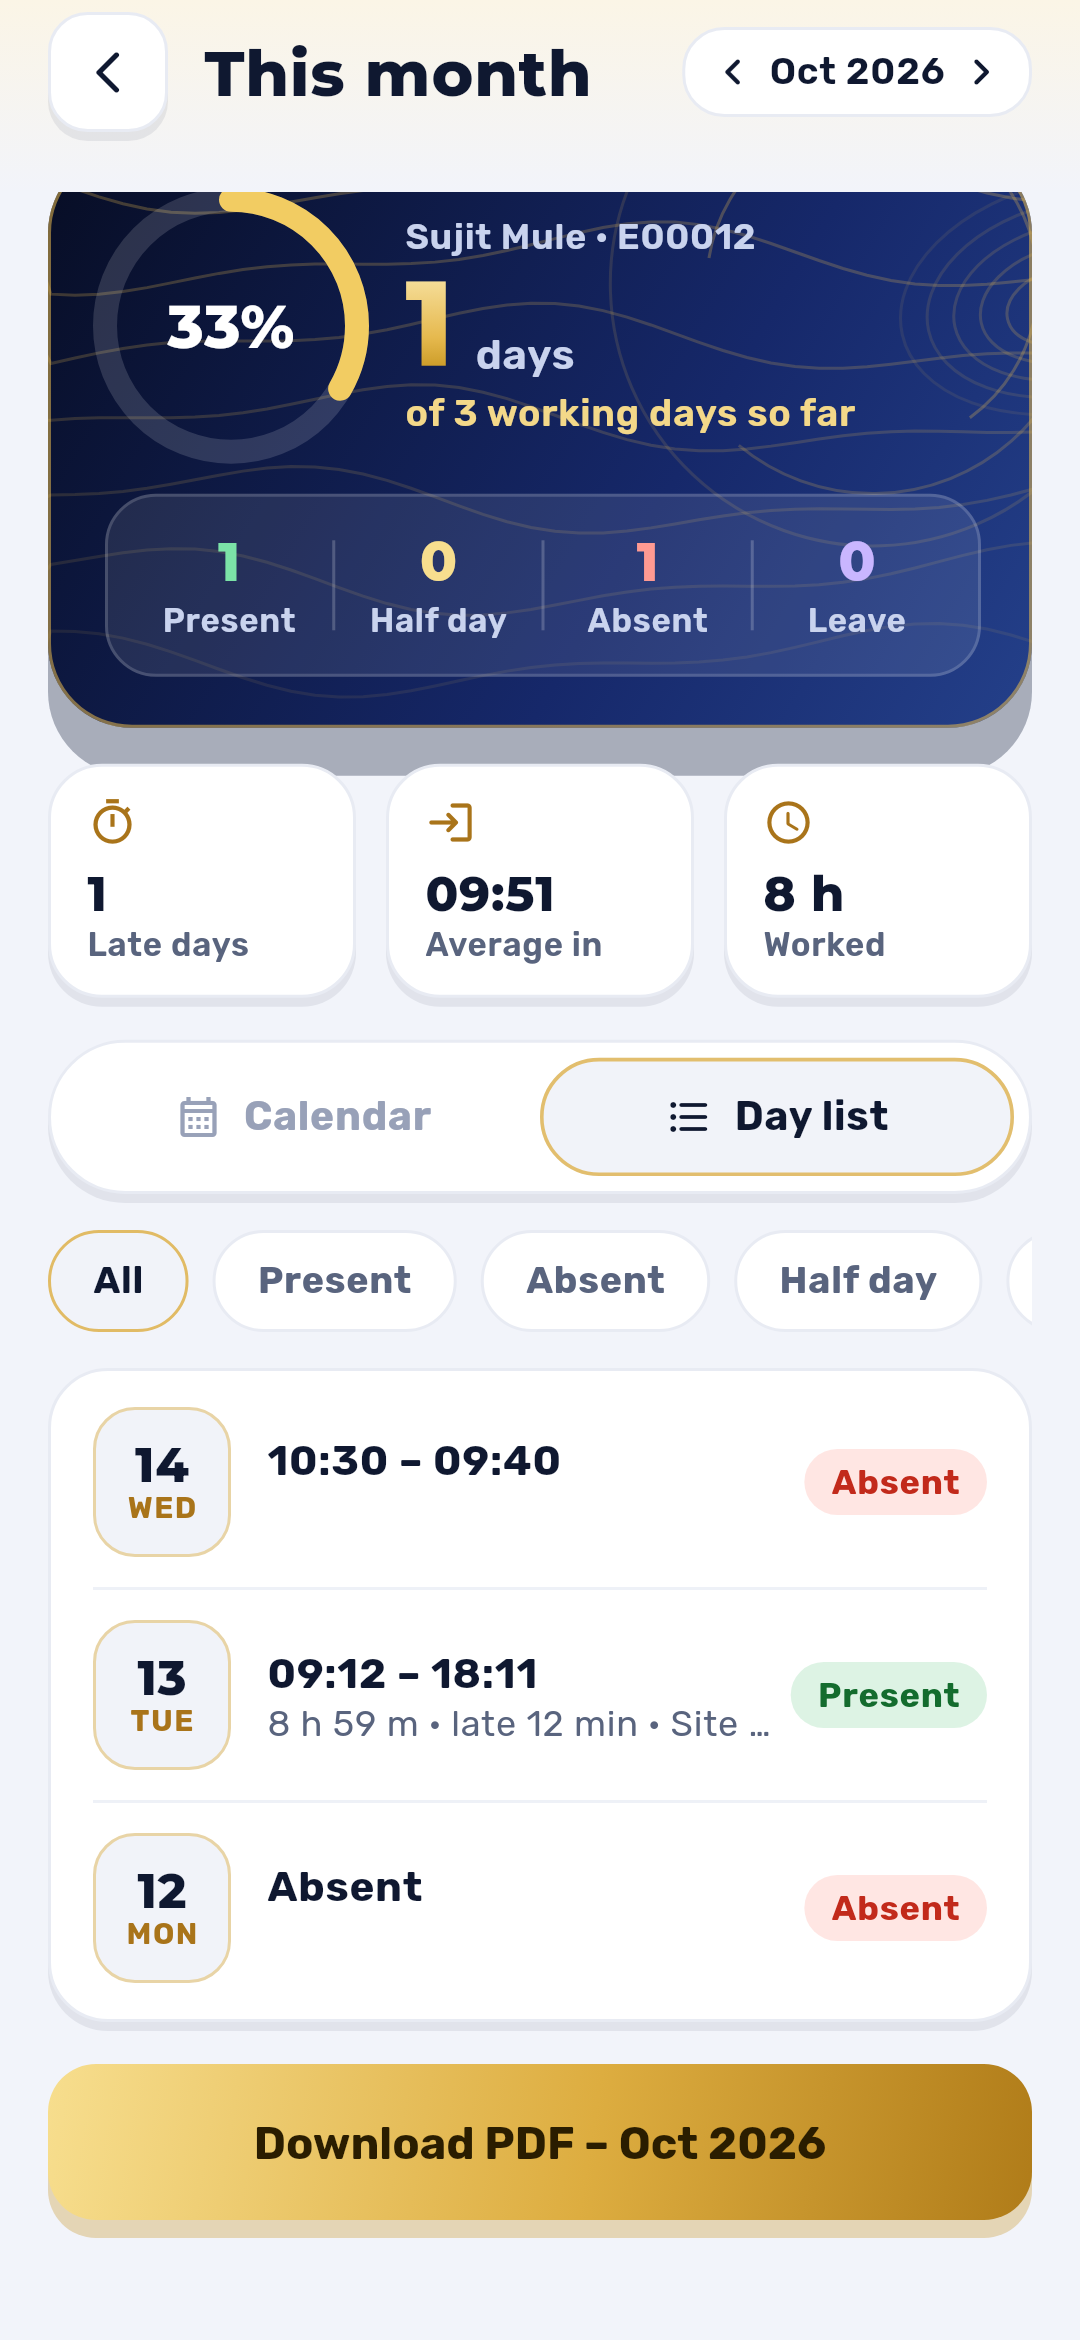 This month
Oct 2026
33%
Sujit Mule • E00012
1 days
of 3 working days so far
1 0 1 0
Present Half day Absent Leave
1 09:51 8 h
Late days Average in Worked
Calendar Day list
All Present Absent Half day
14
WED
10:30 – 09:40
Absent
13
TUE
09:12 – 18:11
8 h 59 m • late 12 min • Site ...
Present
12
MON
Absent
Absent
Download PDF – Oct 2026